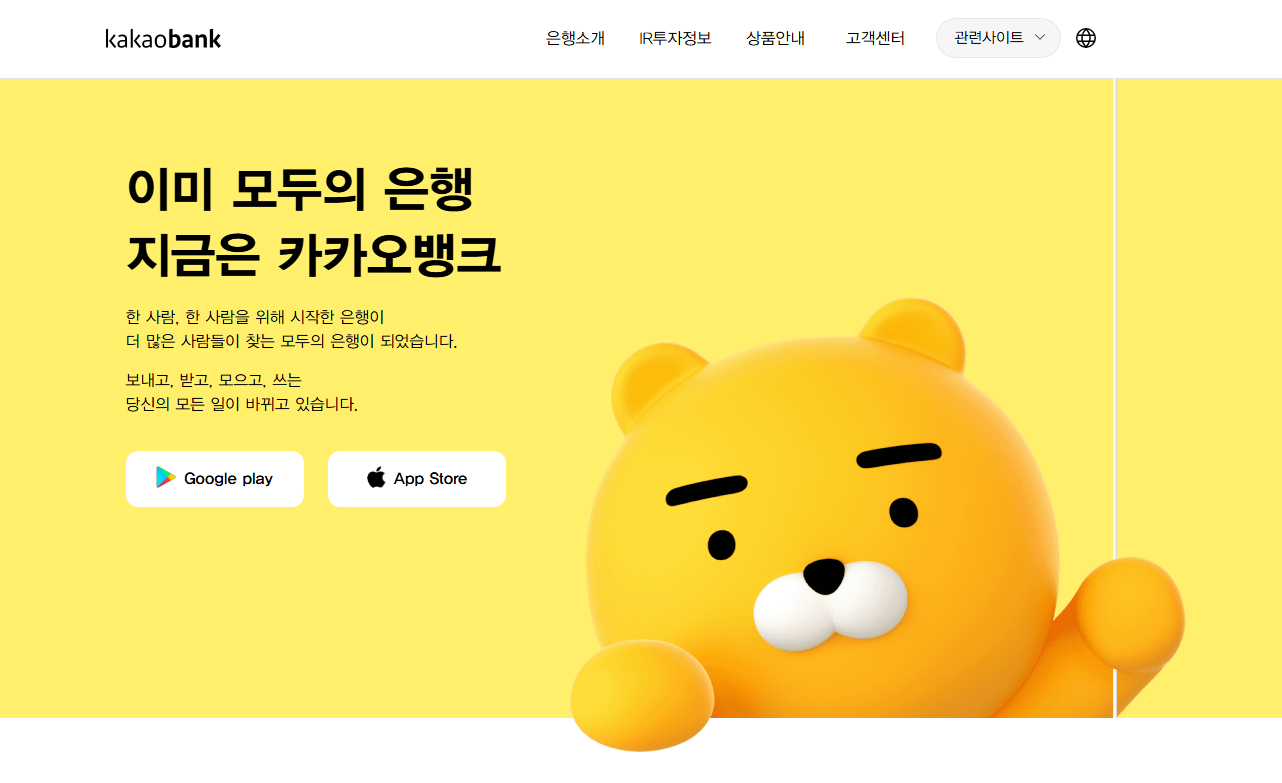 kakaobank
은행소개
IR투자정보
상품안내
고객센터
관련사이트
이미 모두의 은행
지금은 카카오뱅크
한 사람, 한 사람을 위해 시작한 은행이
더 많은 사람들이 찾는 모두의 은행이 되었습니다.
보내고, 받고, 모으고, 쓰는
당신의 모든 일이 바뀌고 있습니다.
Google play
App Store